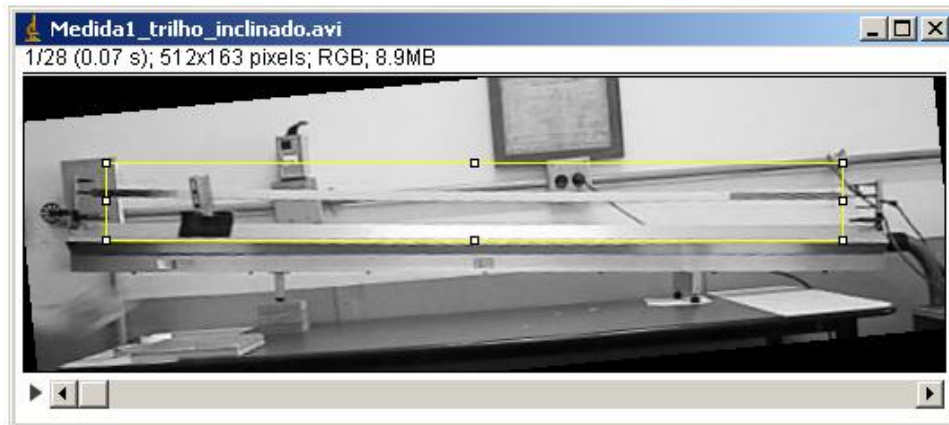 Medida1_trilho_inclinado.avi
1/28 (0.07 s); 512x163 pixels; RGB; 8.9MB